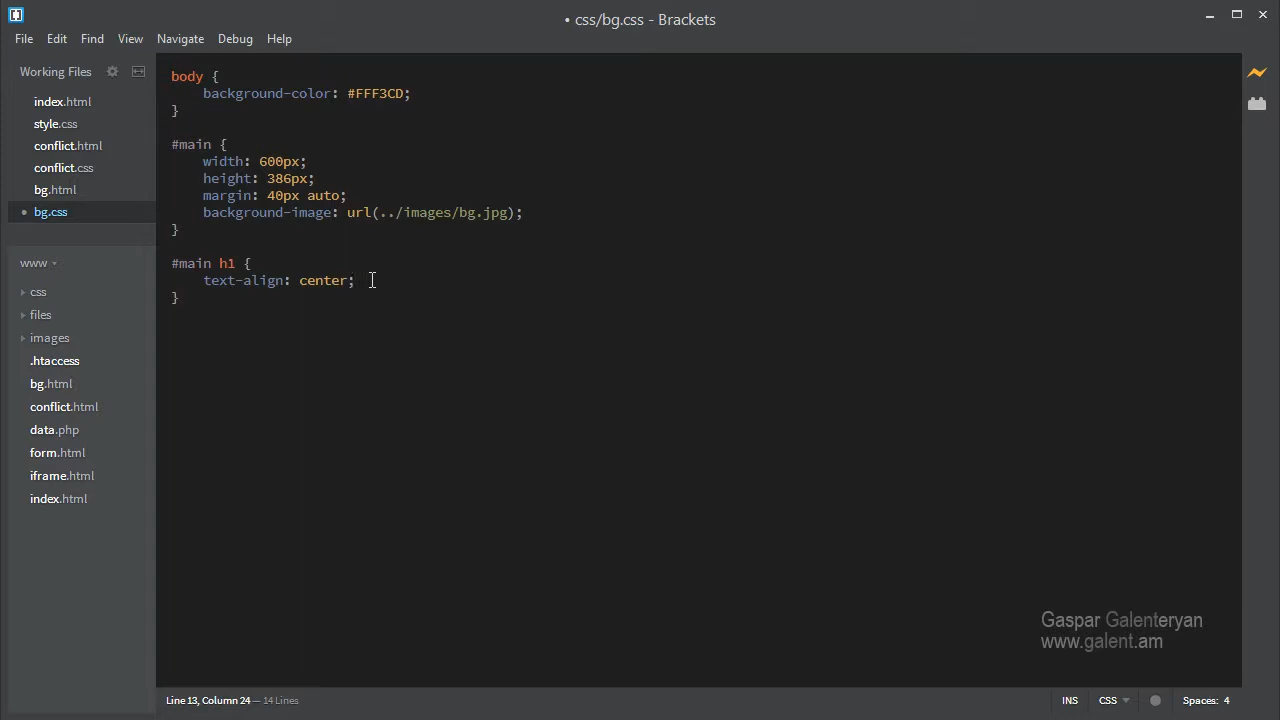 • css/bg.css - Brackets
File Edit Find View Navigate Debug Help
Working Files
index.html
style.css
conflict.html
conflict.css
bg.html
bg.css
www
css
files
images
.htaccess
bg.html
conflict.html
data.php
form.html
iframe.html
index.html
body {
    background-color: #FFF3CD;
}
#main {
    width: 600px;
    height: 386px;
    margin: 40px auto;
    background-image: url(../images/bg.jpg);
}
#main h1 {
    text-align: center;
}
Gaspar Galenteryan
www.galent.am
Line 13, Column 24 — 14 Lines
INS CSS Spaces: 4